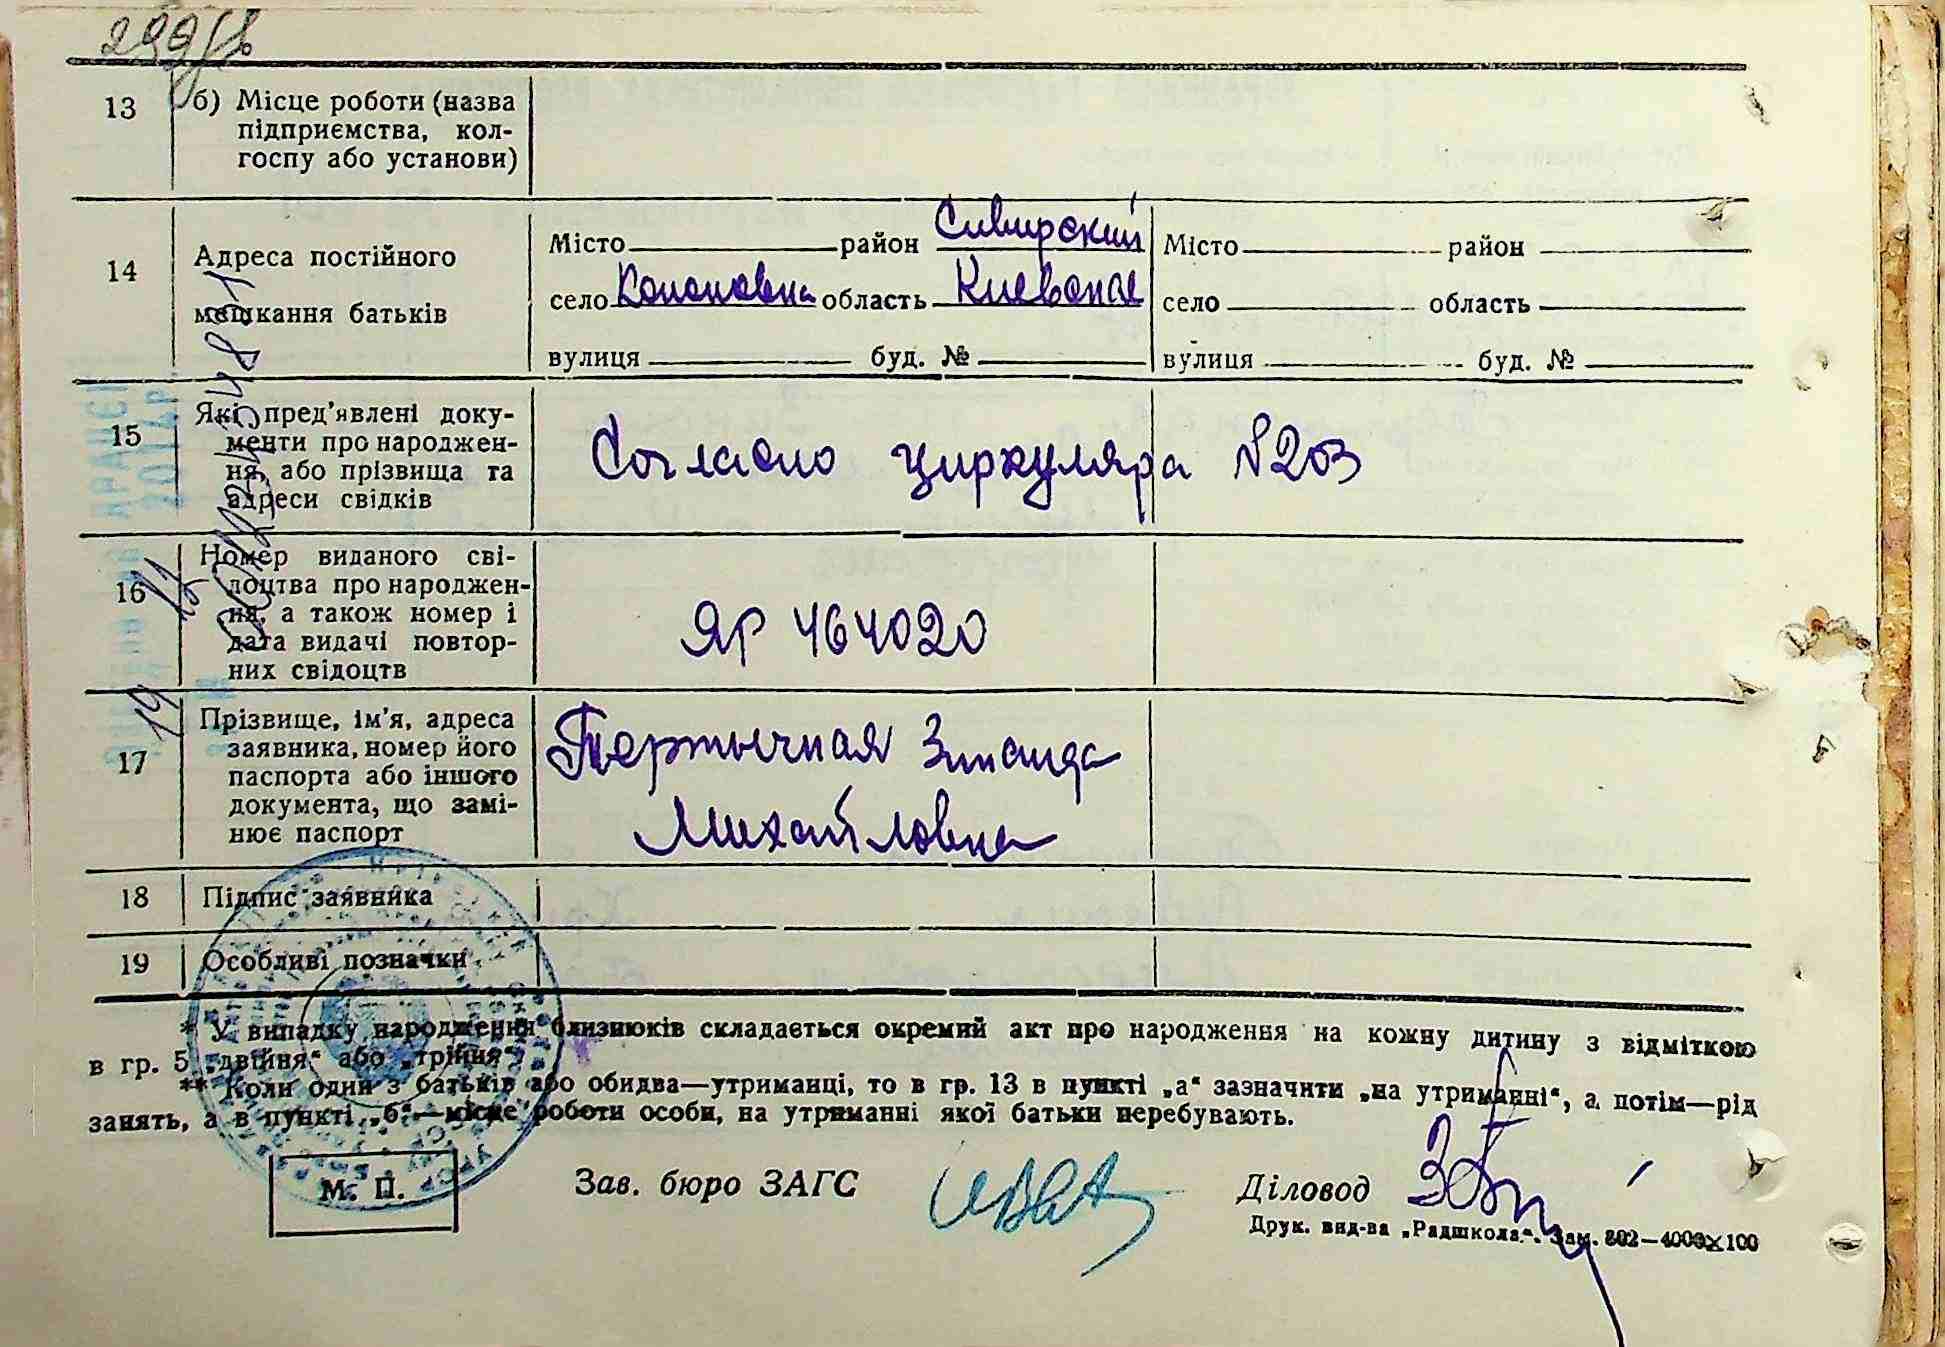 13
б) Місце роботи (назва
підприємства, кол-
госпу або установи)
14
Адреса постійного
мешкання батьків
Місто район
село Кононовка область Киевская
вулиця буд. №
Місто район
село область
вулиця буд. №
15
Які пред'явлені доку-
менти про народжен-
ня, або прізвища та
адреси свідків
Согласно циркуляра №203
16
Номер виданого сві-
доцтва про народжен-
ня, а також номер і
дата видачі повтор-
них свідоцтв
ЯР 464020
17
Прізвище, ім'я, адреса
заявника, номер його
паспорта або іншого
документа, що замі-
нює паспорт
Портычная Зинаида
Михайловна
18
Підпис заявника
19
Особливі позначки
* У випадку народження близнюків складається окремий акт про народження на кожну дитину з відміткою
в гр. 5 „двійня“ або „трійня“.
** Коли один з батьків або обидва—утриманці, то в гр. 13 в пункті „а“ зазначити „на утриманні“, а потім—рід
занять, а в пункті „б“—місце роботи особи, на утриманні якої батьки перебувають.
М. П.
Зав. бюро ЗАГС
Діловод
Друк. вид-ва „Радшкола“. Зам. 802—4000×100